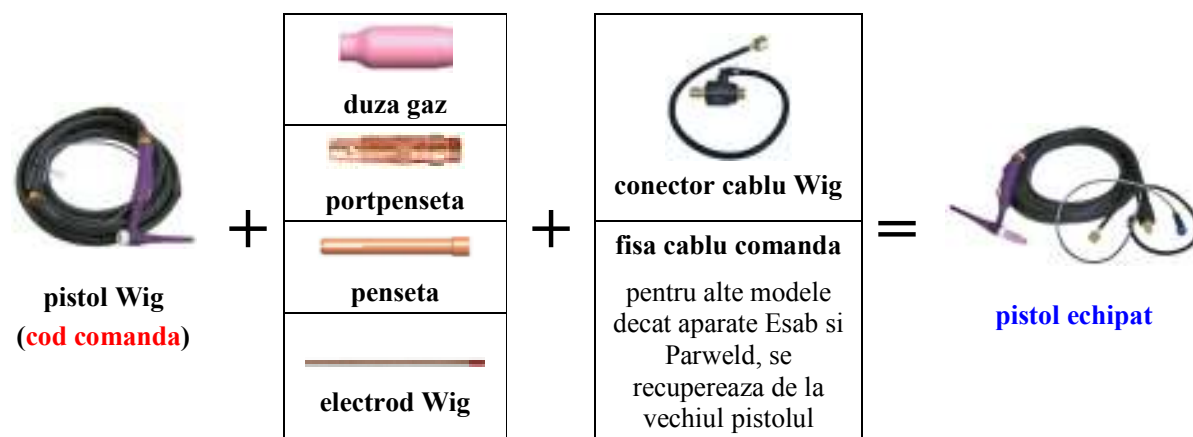 pistol Wig
(cod comanda)
+
duza gaz
portpenseta
penseta
electrod Wig
+
conector cablu Wig
fisa cablu comanda
pentru alte modele
decat aparate Esab si
Parweld, se
recupereaza de la
vechiul pistolul
=
pistol echipat